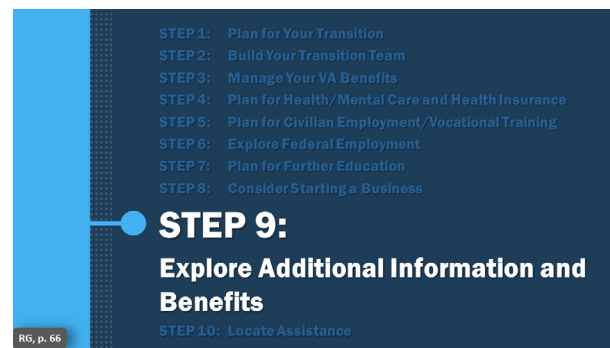 STEP 1: Plan for Your Transition
STEP 2: Build Your Transition Team
STEP 3: Manage Your VA Benefits
STEP 4: Plan for Health/Mental Care and Health Insurance
STEP 5: Plan for Civilian Employment/Vocational Training
STEP 6: Explore Federal Employment
STEP 7: Plan for Further Education
STEP 8: Consider Starting a Business
STEP 9:
Explore Additional Information and
Benefits
STEP 10: Locate Assistance
RG, p. 66